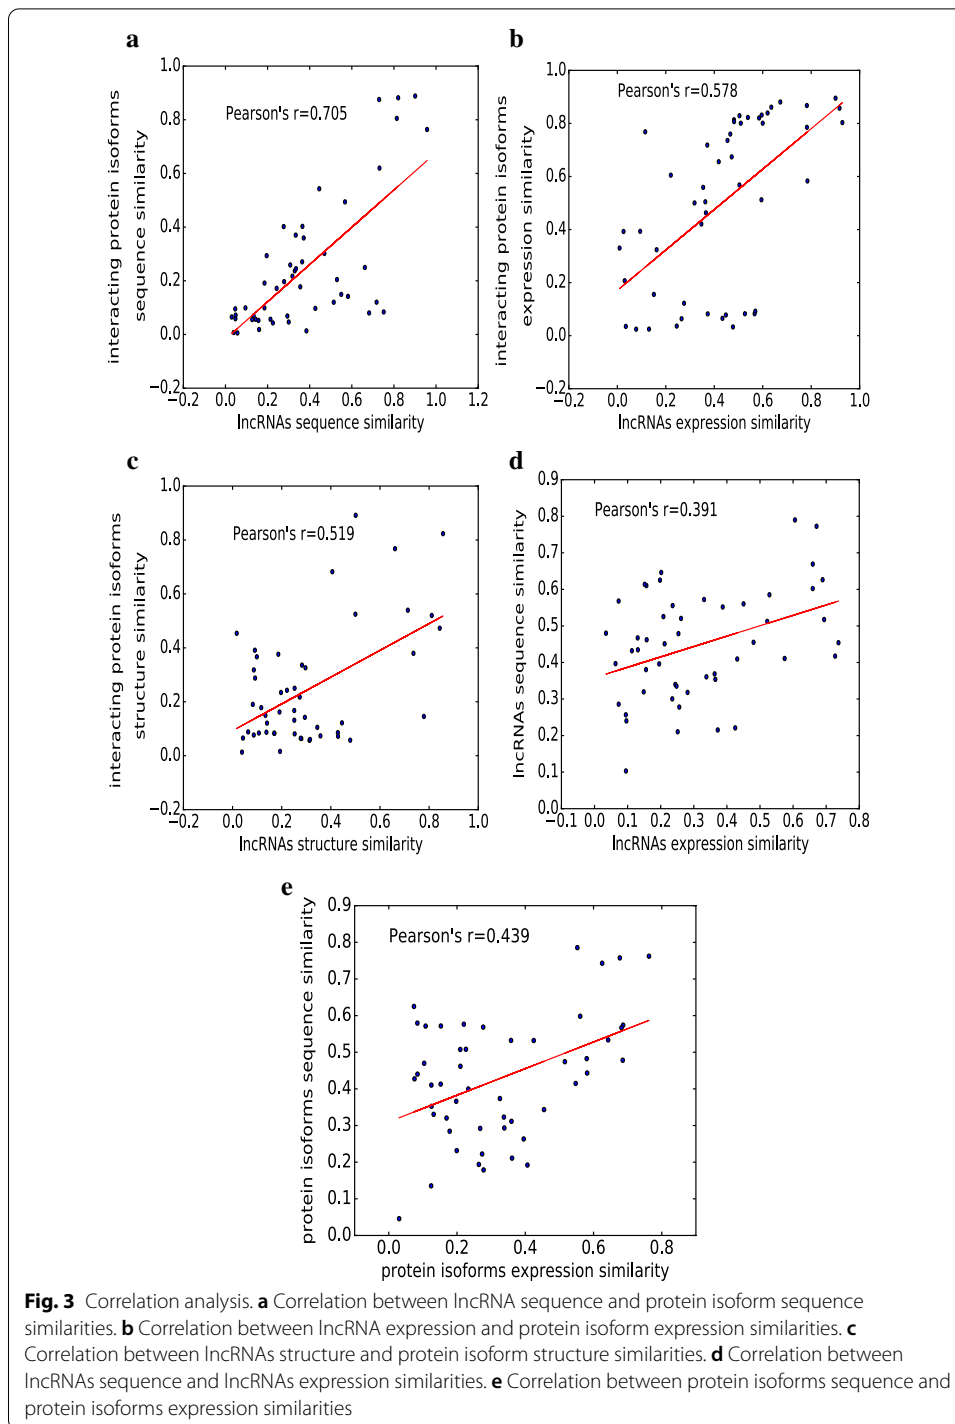 a
interacting protein isoforms
sequence similarity
1.0
0.8
0.6
0.4
0.2
0.0
−0.2
Pearson's r=0.705
−0.2 0.0 0.2 0.4 0.6 0.8 1.0 1.2
lncRNAs sequence similarity
b
interacting protein isoforms
expression similarity
1.0
0.8
0.6
0.4
0.2
0.0
−0.2
Pearson's r=0.578
−0.2 0.0 0.2 0.4 0.6 0.8 1.0
lncRNAs expression similarity
c
interacting protein isoforms
structure similarity
1.0
0.8
0.6
0.4
0.2
0.0
−0.2
Pearson's r=0.519
−0.2 0.0 0.2 0.4 0.6 0.8 1.0
lncRNAs structure similarity
d
lncRNAs sequence similarity
0.9
0.8
0.7
0.6
0.5
0.4
0.3
0.2
0.1
0.0
Pearson's r=0.391
−0.1 0.0 0.1 0.2 0.3 0.4 0.5 0.6 0.7 0.8
lncRNAs expression similarity
e
protein isoforms sequence similarity
0.9
0.8
0.7
0.6
0.5
0.4
0.3
0.2
0.1
0.0
Pearson's r=0.439
0.0 0.2 0.4 0.6 0.8
protein isoforms expression similarity
Fig. 3 Correlation analysis. a Correlation between lncRNA sequence and protein isoform sequence
similarities. b Correlation between lncRNA expression and protein isoform expression similarities. c
Correlation between lncRNAs structure and protein isoform structure similarities. d Correlation between
lncRNAs sequence and lncRNAs expression similarities. e Correlation between protein isoforms sequence and
protein isoforms expression similarities